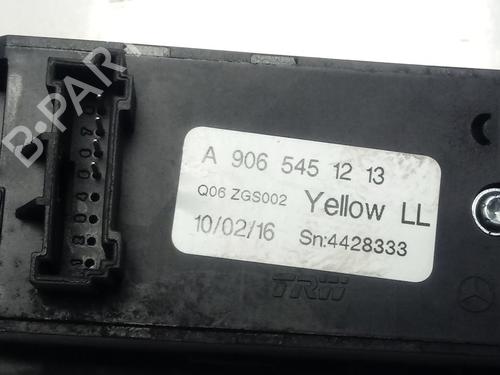 A 906 545 12 13
Q06 ZGS002 Yellow LL
10/02/16 Sn:4428333
TRW
B-PARTS